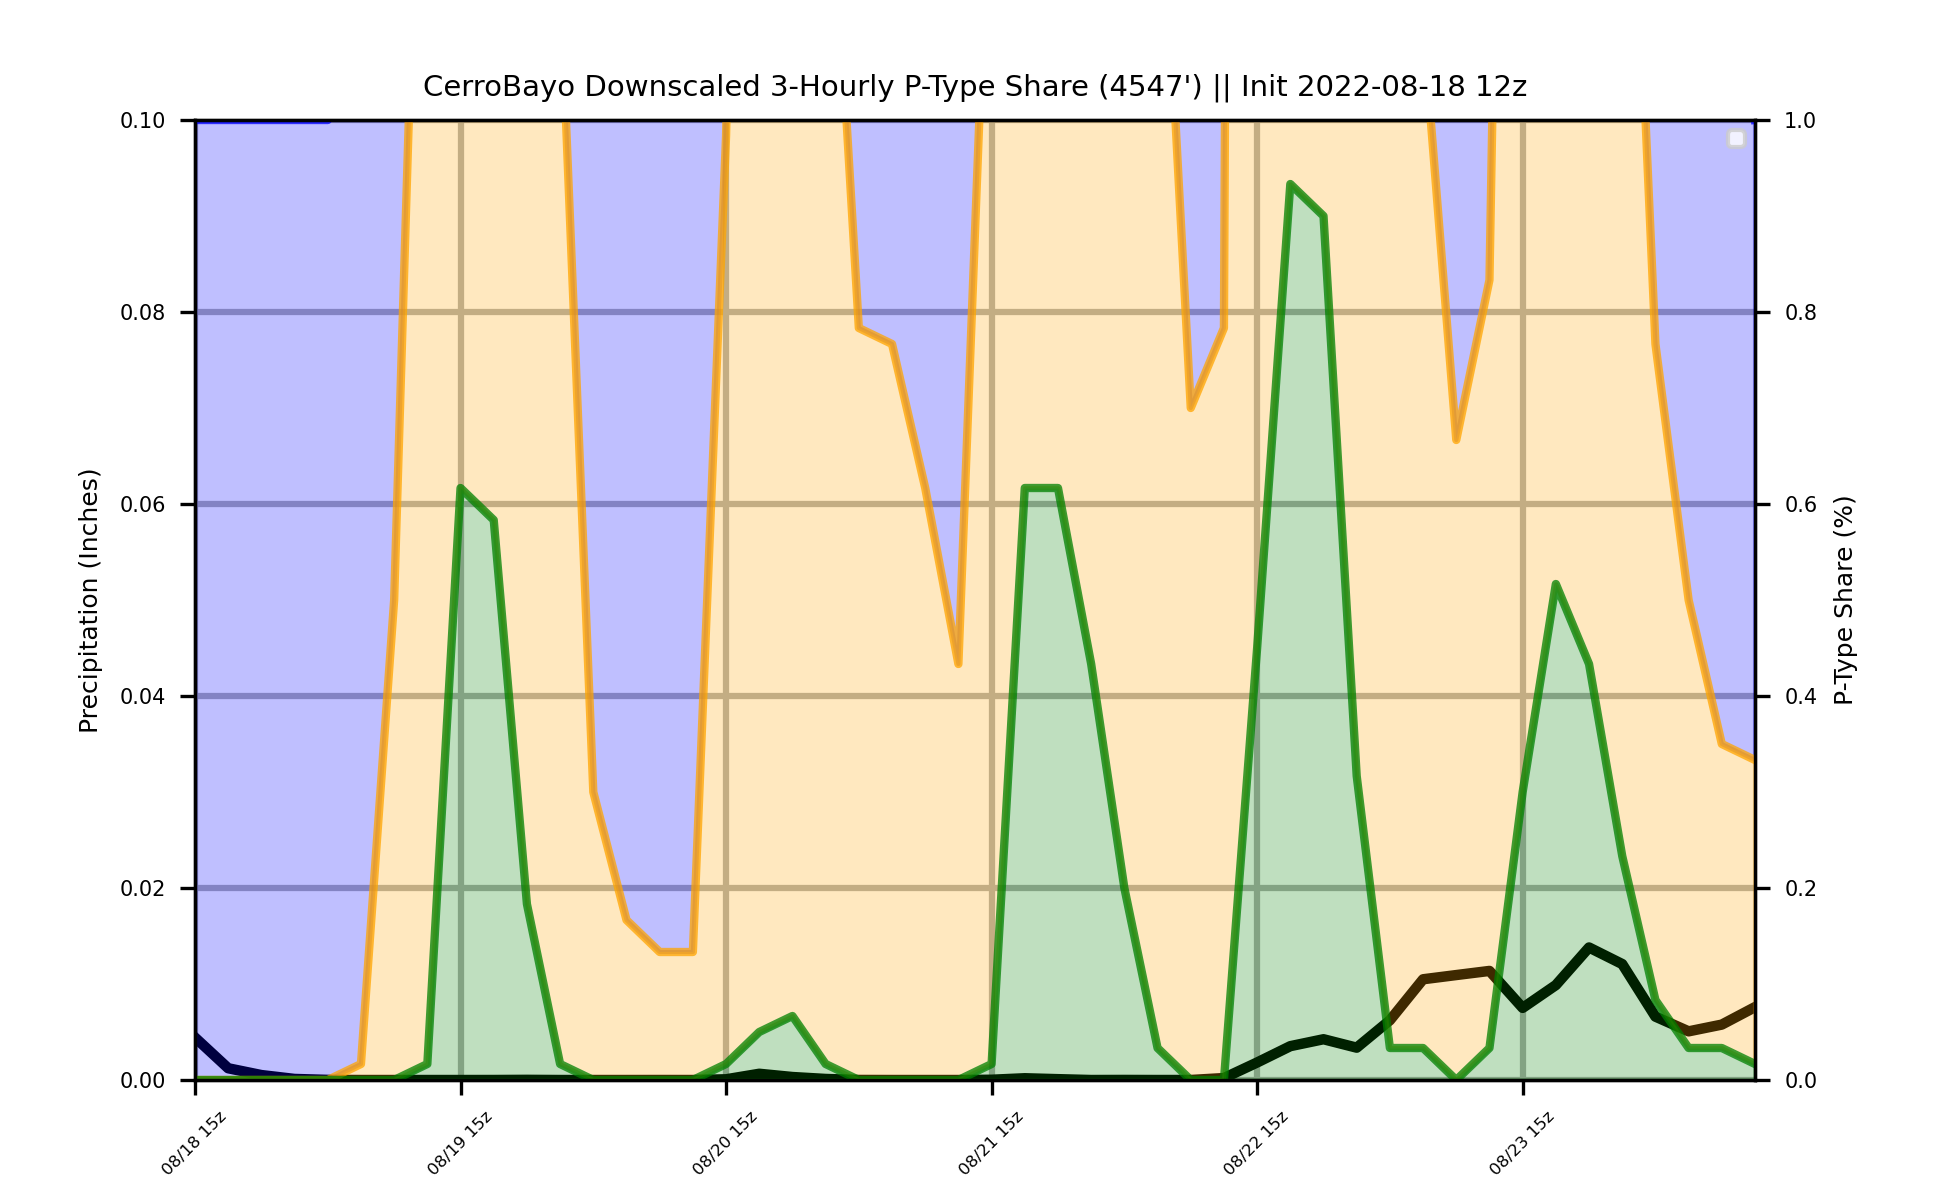 CerroBayo Downscaled 3-Hourly P-Type Share (4547') || Init 2022-08-18 12z
0.10
0.08
0.06
0.04
0.02
0.00
Precipitation (Inches)
1.0
0.8
0.6
0.4
0.2
0.0
P-Type Share (%)
08/18 15z
08/19 15z
08/20 15z
08/21 15z
08/22 15z
08/23 15z